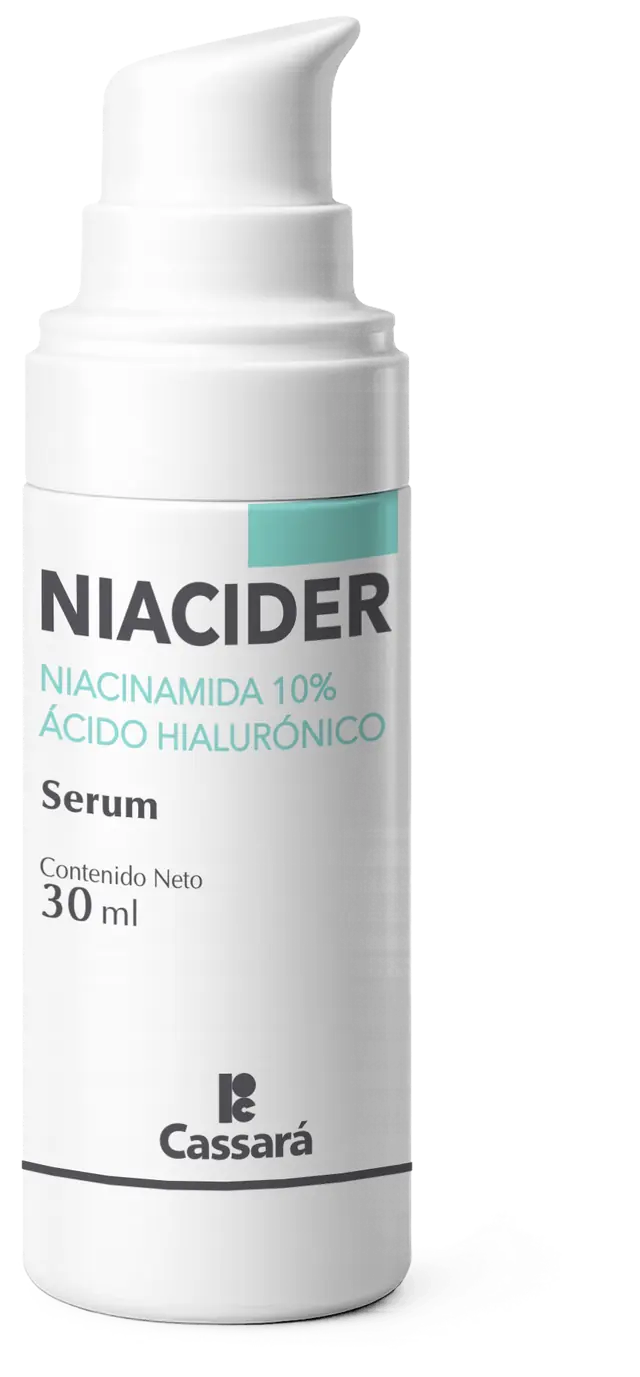 NIACIDER
NIACINAMIDA 10%
ÁCIDO HIALURÓNICO
Serum
Contenido Neto
30 ml
Cassará